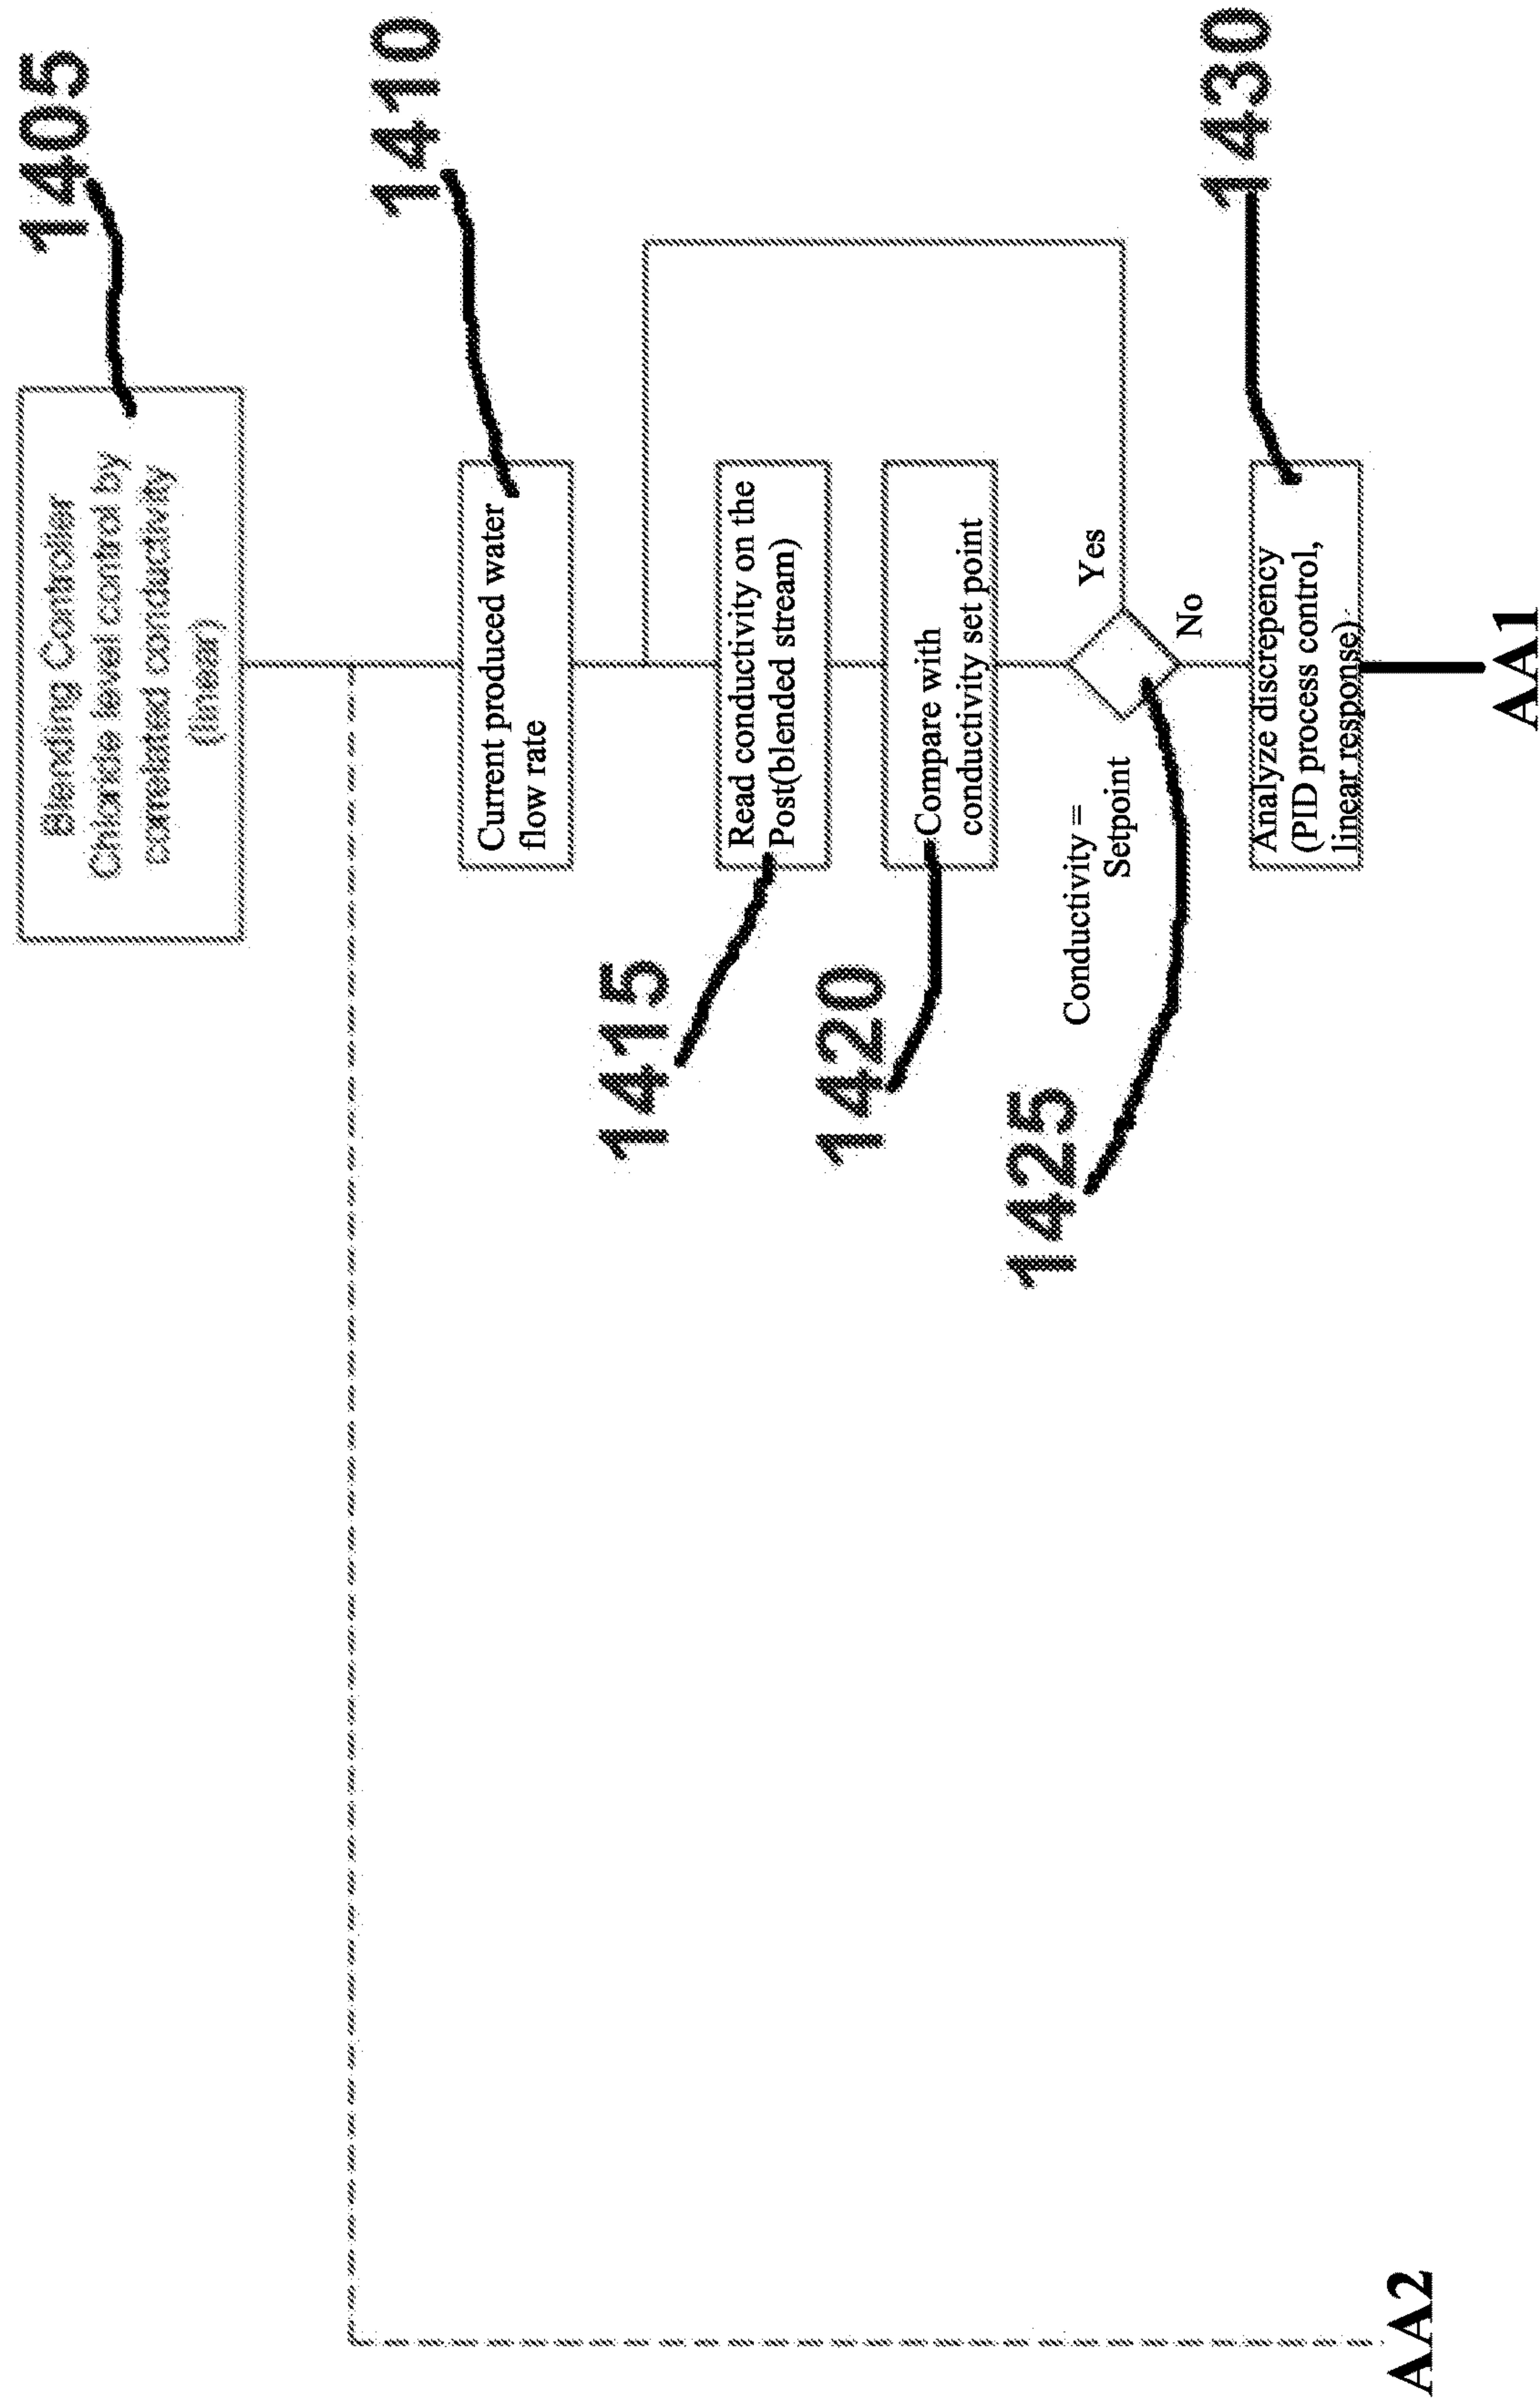 1405
Blending Controller
Chloride level control by
correlated conductivity
(linear)
1410
Current produced water
flow rate
1415
Read conductivity on the
Post(blended stream)
1420
Compare with
conductivity set point
1425
Conductivity =
Setpoint
Yes
No
1430
Analyze discrepency
(PID process control,
linear response)
AA1
AA2